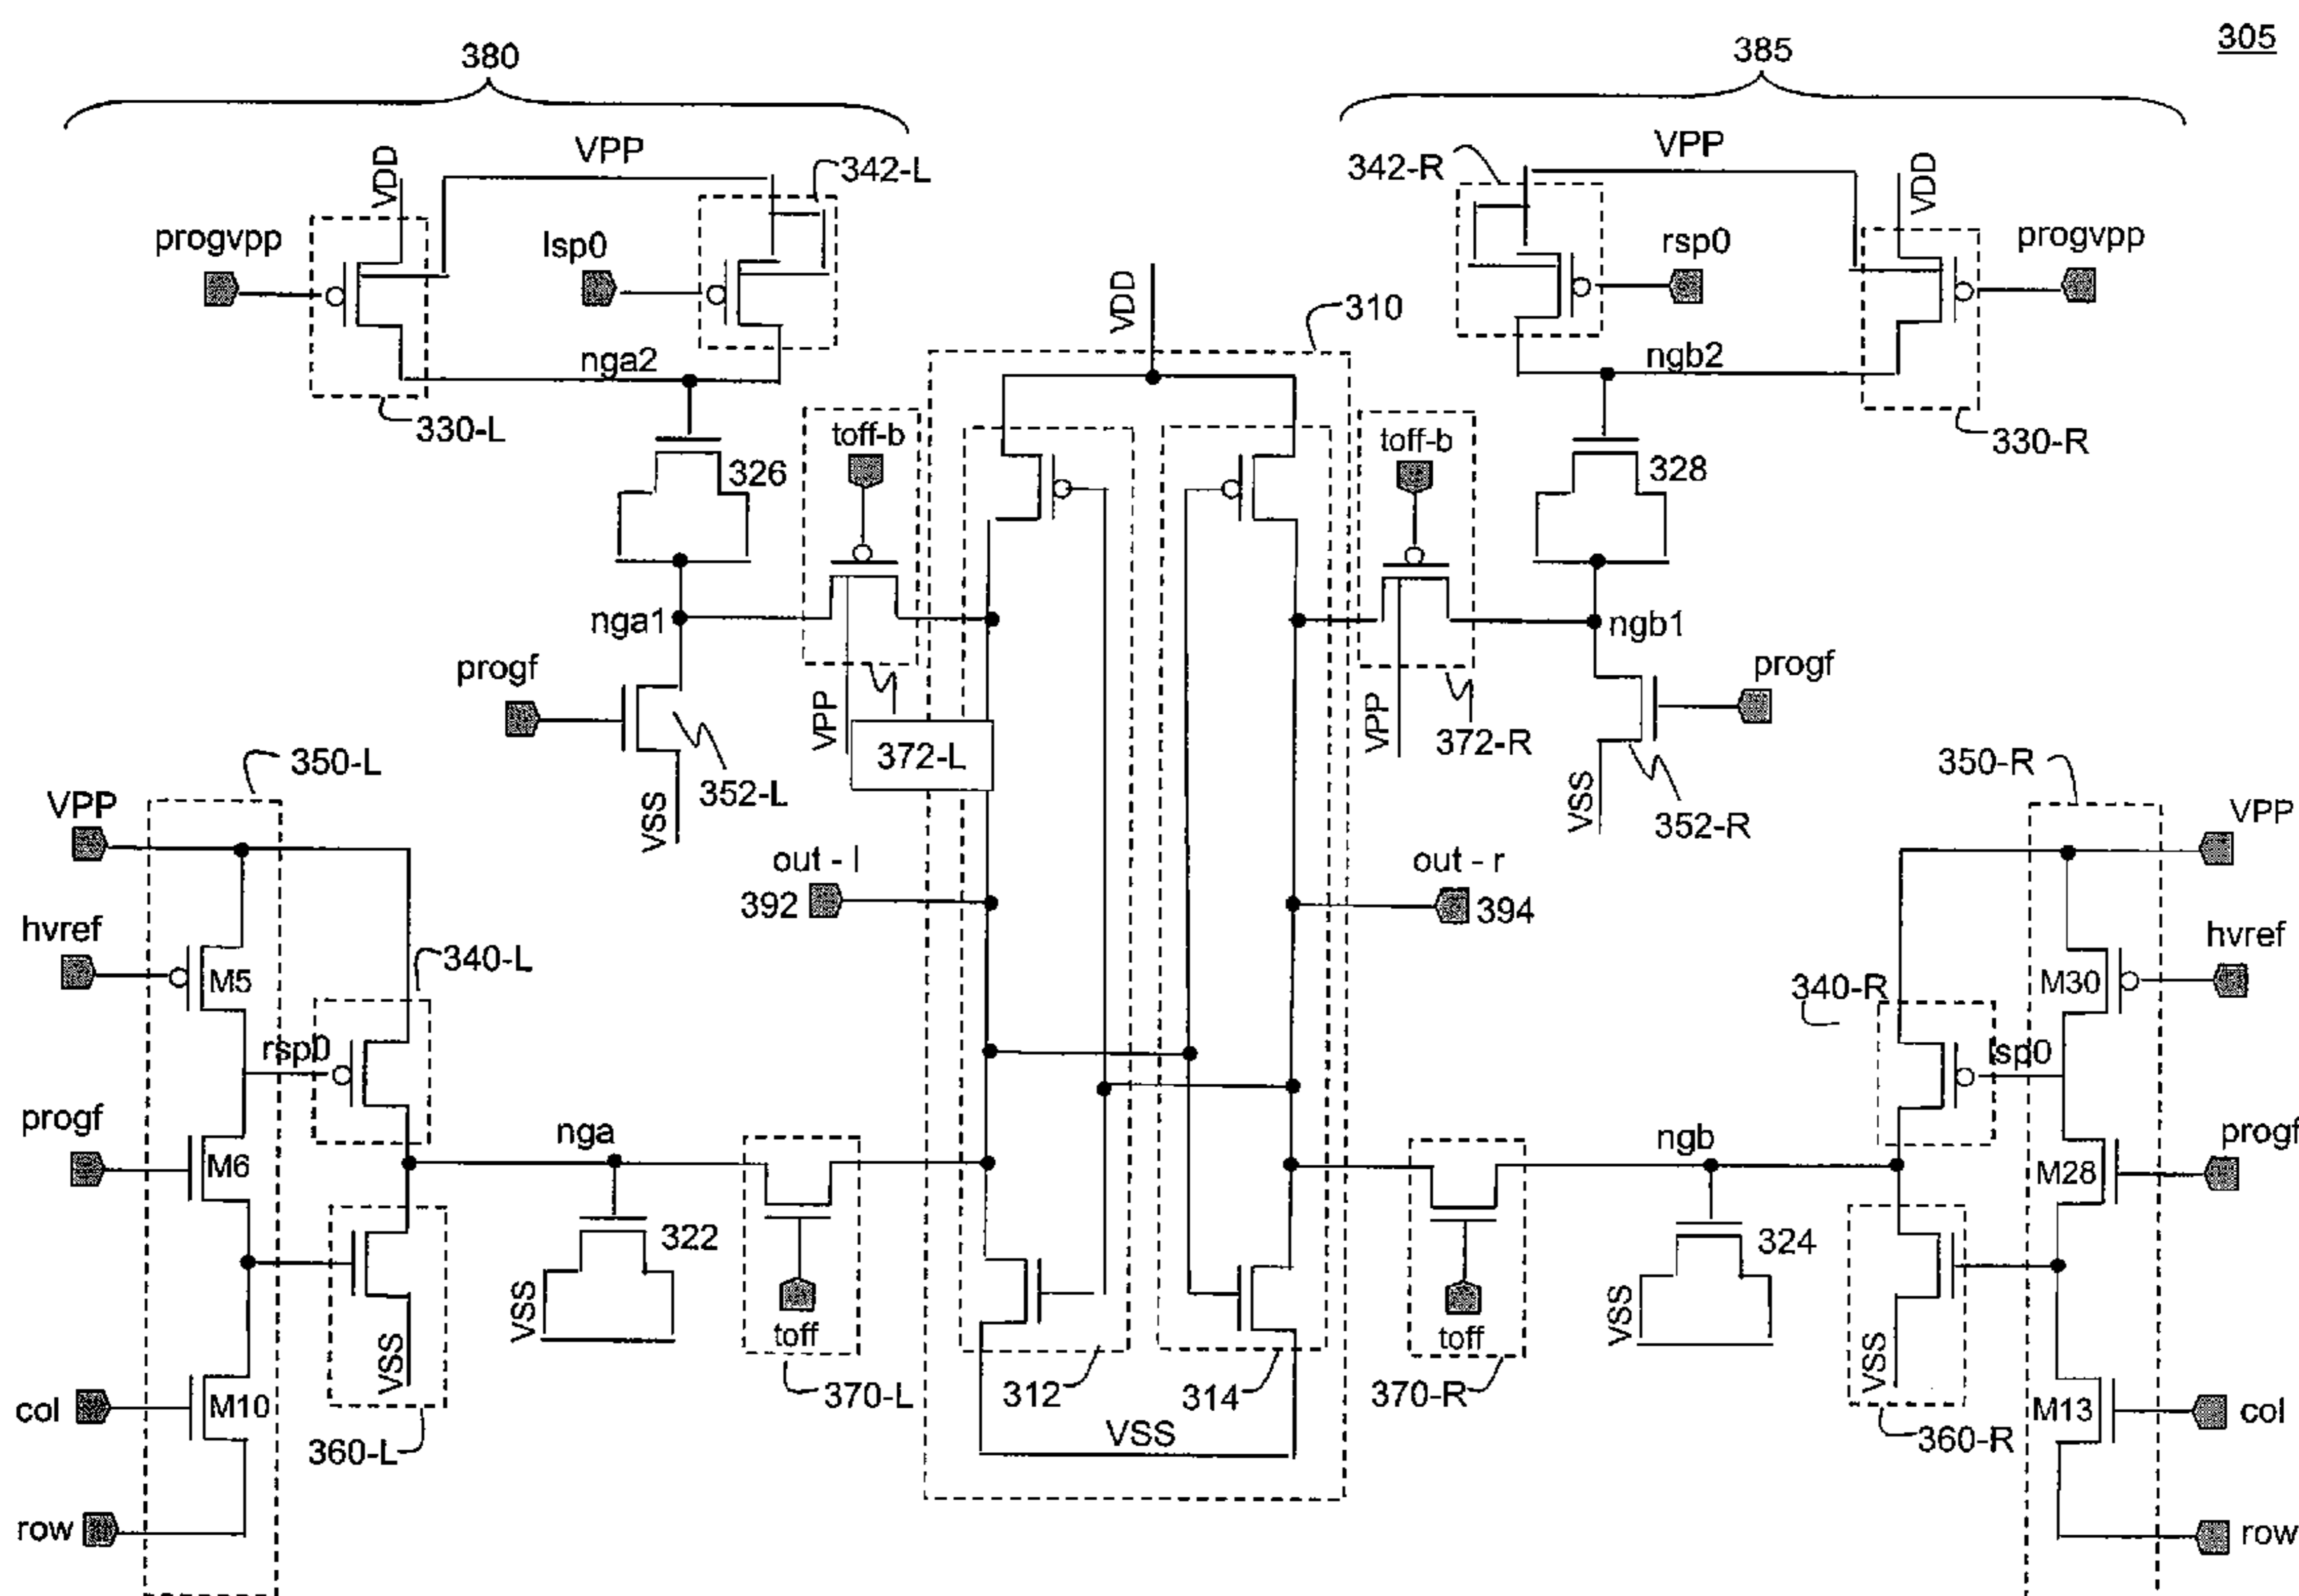 305
380
385
VPP
VPP
342-L
342-R
VDD
VDD
progvpp
lsp0
rsp0
progvpp
VDD
310
nga2
ngb2
330-L
330-R
toff-b
toff-b
326
328
nga1
ngb1
progf
progf
VPP
VPP
372-L
372-R
352-L
352-R
VSS
VSS
350-L
350-R
VPP
VPP
out - l
392
out - r
394
hvref
hvref
340-L
340-R
M5
M30
rsp0
lsp0
progf
progf
nga
ngb
M6
M28
322
324
VSS
VSS
VSS
VSS
toff
toff
370-L
312
314
370-R
col
M10
M13
col
360-L
VSS
360-R
row
row